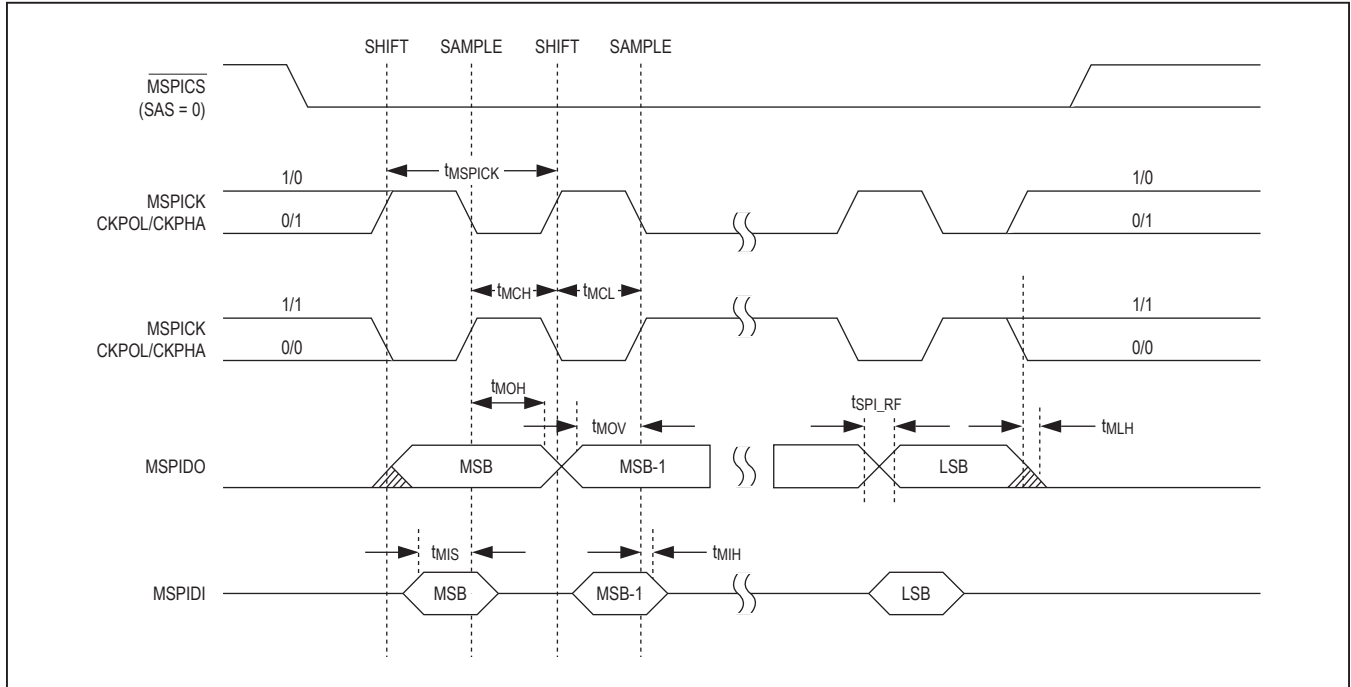 SHIFT SAMPLE SHIFT SAMPLE
MSPICS
(SAS = 0)
tMSPICK
1/0 1/0
MSPICK
CKPOL/CKPHA
0/1 0/1
tMCH tMCL
1/1 1/1
MSPICK
CKPOL/CKPHA
0/0 0/0
tMOH
tSPI_RF
tMOV
tMLH
MSPIDO MSB MSB-1 LSB
tMIS tMIH
MSPIDI MSB MSB-1 LSB